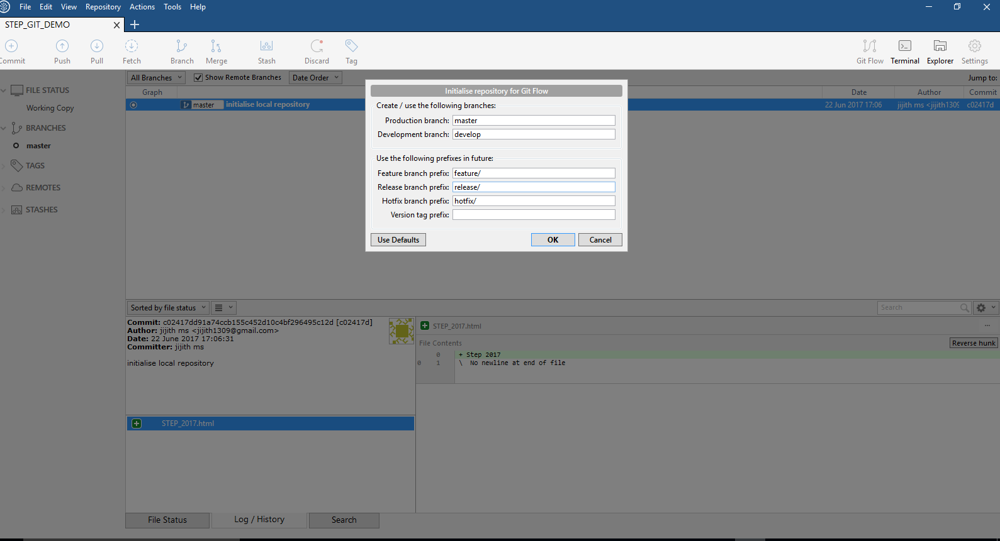 File Edit View Repository Actions Tools Help
STEP_GIT_DEMO
Commit Push Pull Fetch Branch Merge Stash Discard Tag Git Flow Terminal Explorer Settings
All Branches Show Remote Branches Date Order Jump to:
Graph Date Author Commit
master initialise local repository 22 Jun 2017 17:06 jijith ms <jijith1309 c02417d
FILE STATUS
Working Copy
BRANCHES
master
TAGS
REMOTES
STASHES
Initialise repository for Git Flow
Create / use the following branches:
Production branch: master
Development branch: develop
Use the following prefixes in future:
Feature branch prefix: feature/
Release branch prefix: release/
Hotfix branch prefix: hotfix/
Version tag prefix:
Use Defaults OK Cancel
Sorted by file status Search
Commit: c02417dd91a74ccb155c452d10c4bf296495c12d [c02417d]
Author: jijith ms <jijith1309@gmail.com>
Date: 22 June 2017 17:06:31
Committer: jijith ms
initialise local repository
STEP_2017.html
STEP_2017.html ...
File Contents Reverse hunk
0 + Step 2017
0 1 \ No newline at end of file
File Status Log / History Search